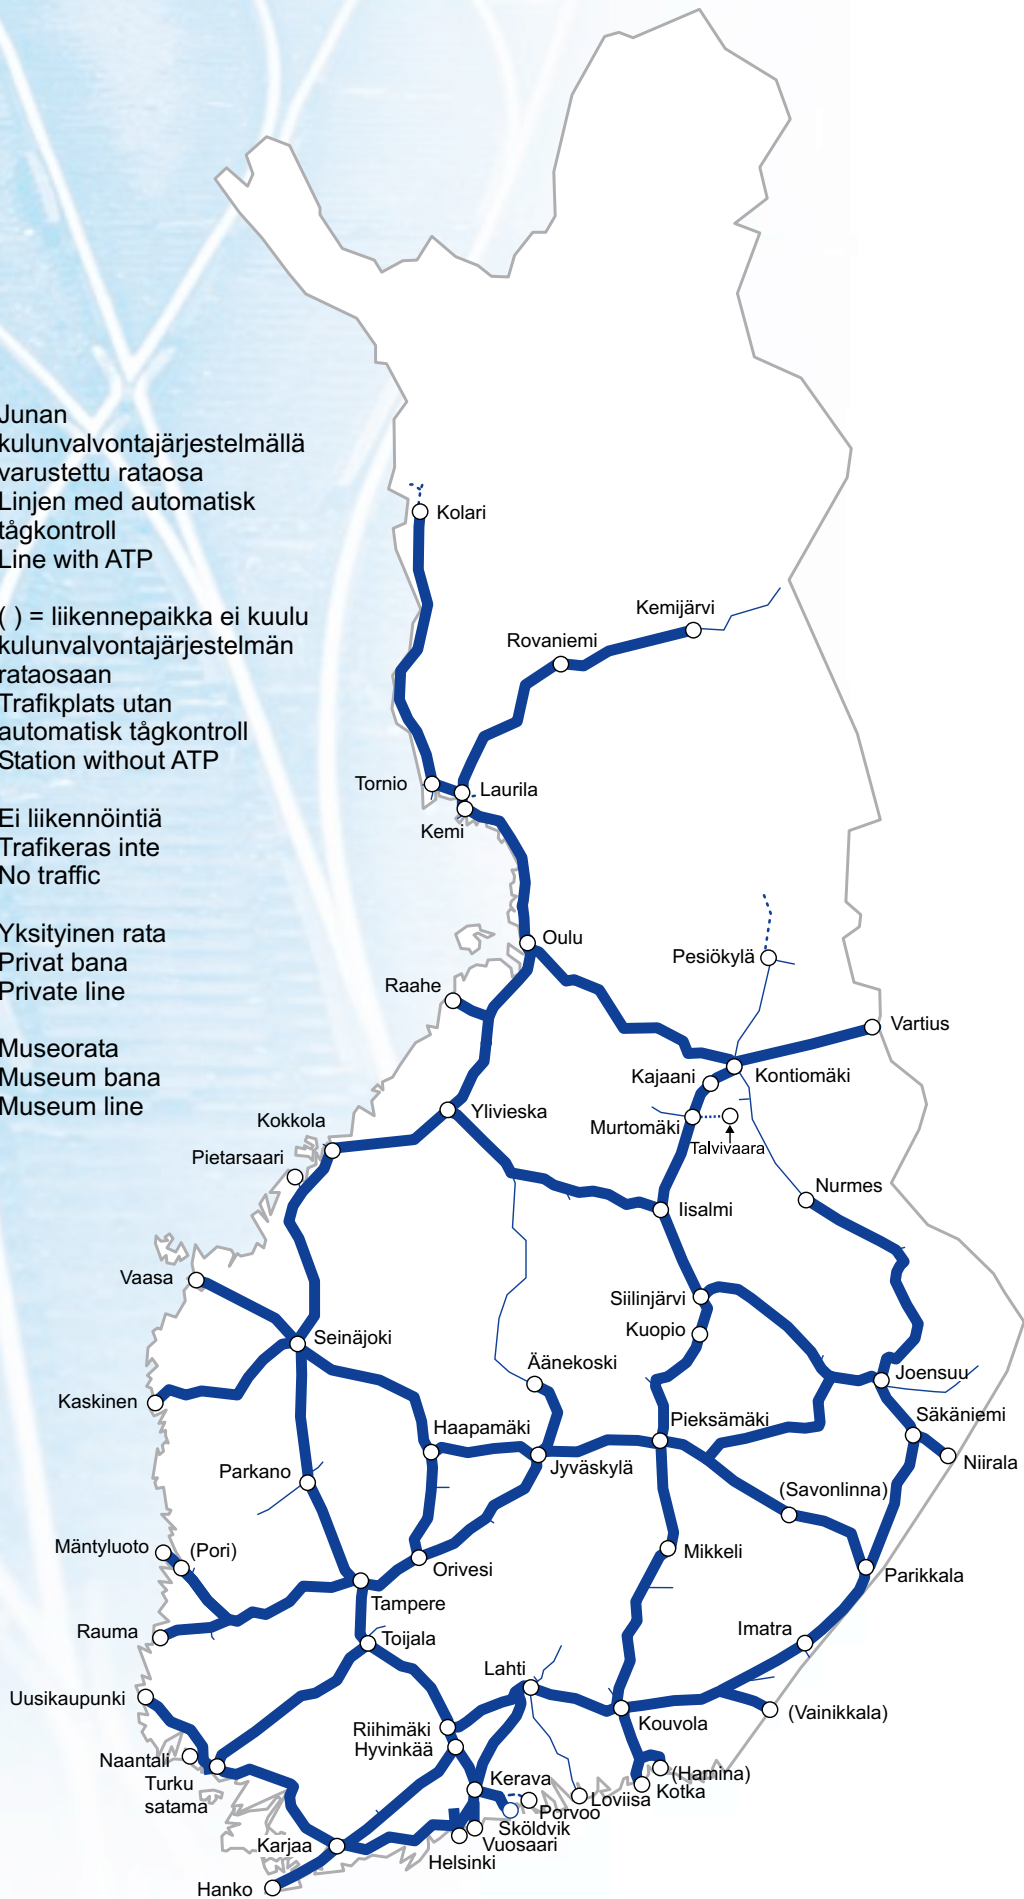 Junan
kulunvalvontajärjestelmällä
varustettu rataosa
Linjen med automatisk
tågkontroll
Line with ATP
( ) = liikennepaikka ei kuulu
kulunvalvontajärjestelmän
rataosaan
Trafikplats utan
automatisk tågkontroll
Station without ATP
Ei liikennöintiä
Trafikeras inte
No traffic
Yksityinen rata
Privat bana
Private line
Museorata
Museum bana
Museum line
Kolari
Kemijärvi
Rovaniemi
Tornio
Laurila
Kemi
Oulu
Pesiökylä
Raahe
Vartius
Kontiomäki
Kajaani
Ylivieska
Murtomäki
Talvivaara
Kokkola
Pietarsaari
Nurmes
Iisalmi
Vaasa
Siilinjärvi
Kuopio
Seinäjoki
Äänekoski
Joensuu
Kaskinen
Säkäniemi
Pieksämäki
Haapamäki
Niirala
Jyväskylä
Parkano
(Savonlinna)
Mäntyluoto
(Pori)
Mikkeli
Orivesi
Parikkala
Tampere
Rauma
Imatra
Toijala
Lahti
Uusikaupunki
(Vainikkala)
Kouvola
Riihimäki
Hyvinkää
Naantali
Turku
satama
(Hamina)
Kotka
Kerava
Loviisa
Porvoo
Sköldvik
Vuosaari
Karjaa
Helsinki
Hanko